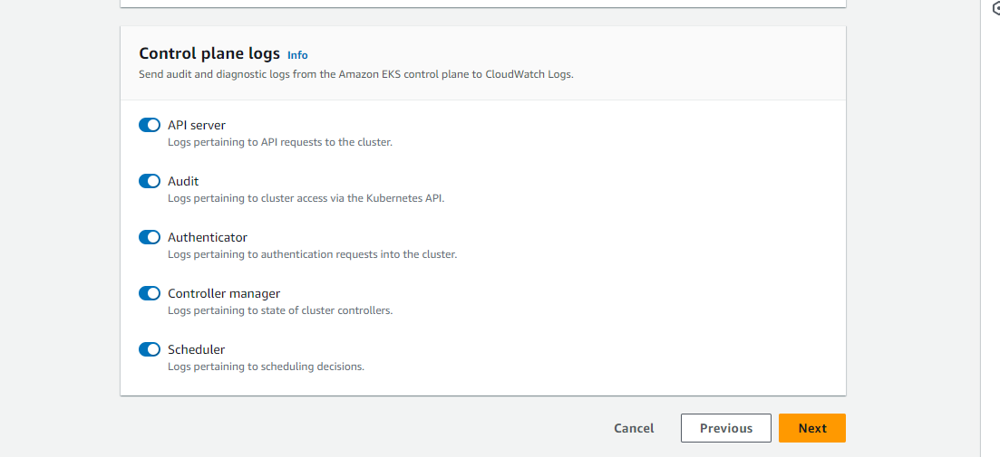 Control plane logs Info
Send audit and diagnostic logs from the Amazon EKS control plane to CloudWatch Logs.
API server
Logs pertaining to API requests to the cluster.
Audit
Logs pertaining to cluster access via the Kubernetes API.
Authenticator
Logs pertaining to authentication requests into the cluster.
Controller manager
Logs pertaining to state of cluster controllers.
Scheduler
Logs pertaining to scheduling decisions.
Cancel Previous Next